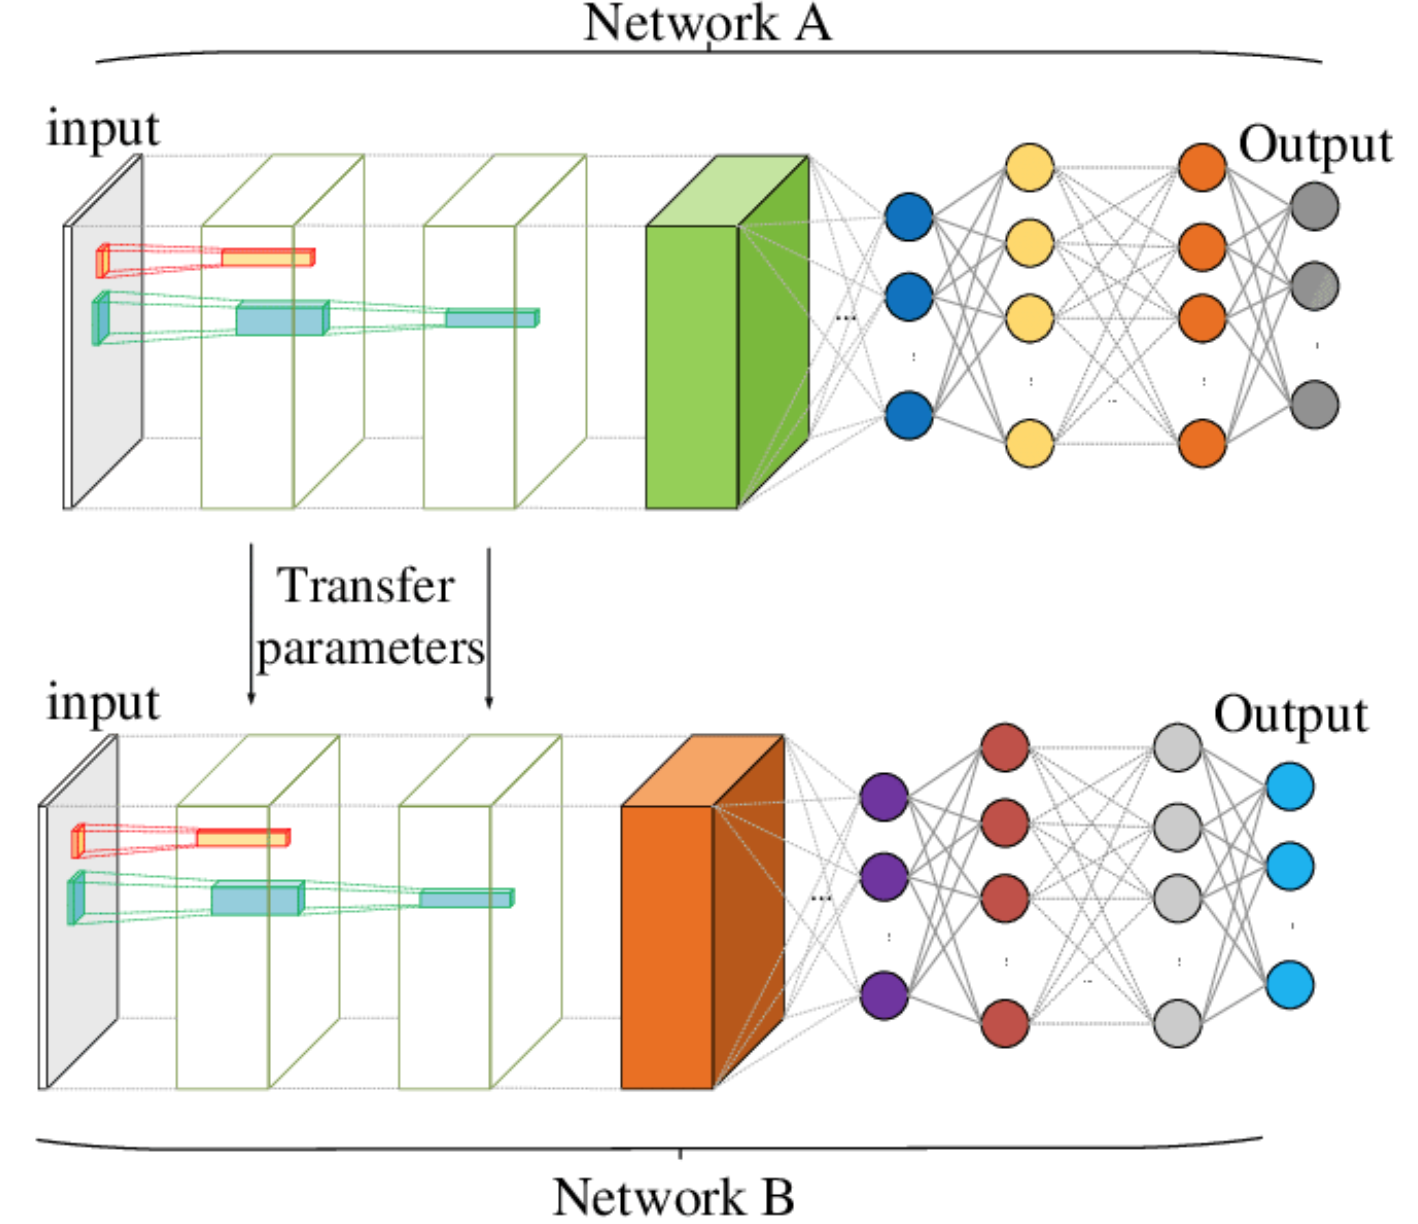 Network A
input
Output
Transfer
parameters
input
Output
Network B